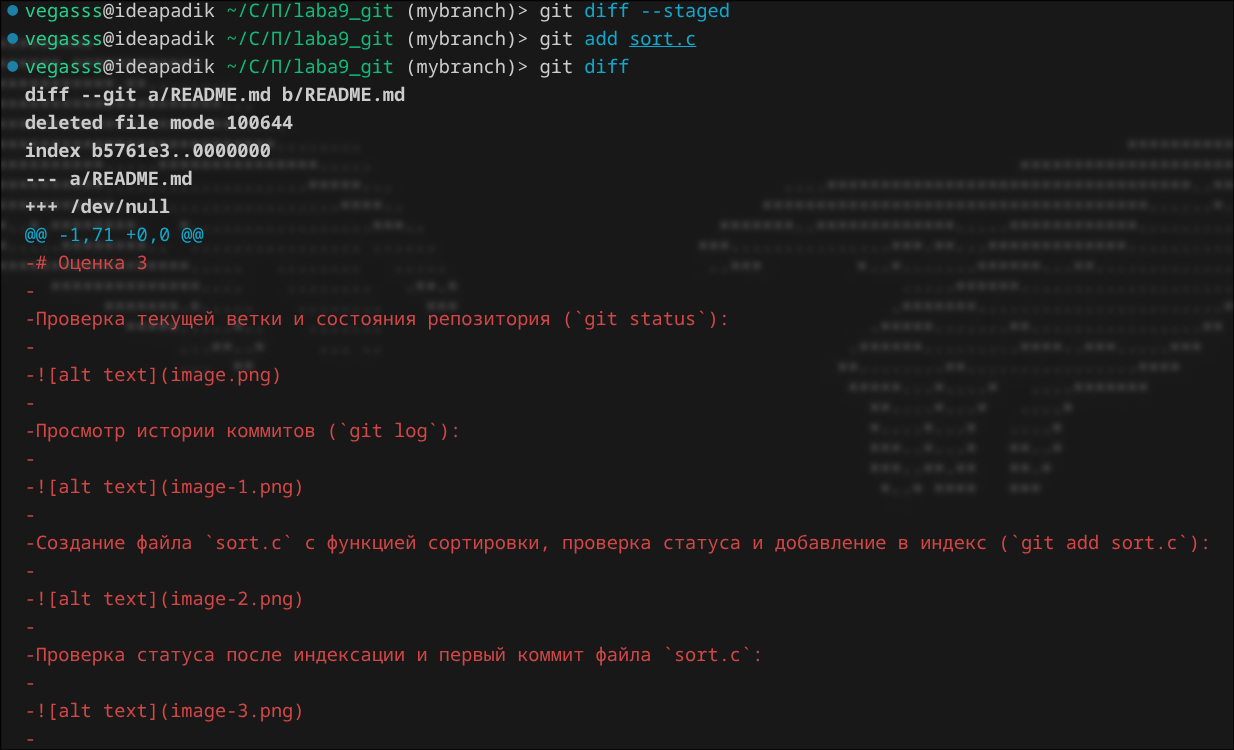 vegasss@ideapadik ~/С/П/laba9_git (mybranch)> git diff --staged
vegasss@ideapadik ~/С/П/laba9_git (mybranch)> git add sort.c
vegasss@ideapadik ~/С/П/laba9_git (mybranch)> git diff
diff --git a/README.md b/README.md
deleted file mode 100644
index b5761e3..0000000
--- a/README.md
+++ /dev/null
@@ -1,71 +0,0 @@
-# Оценка 3
-
-Проверка текущей ветки и состояния репозитория (`git status`):
-
-![alt text](image.png)
-
-Просмотр истории коммитов (`git log`):
-
-![alt text](image-1.png)
-
-Создание файла `sort.c` с функцией сортировки, проверка статуса и добавление в индекс (`git add sort.c`):
-
-![alt text](image-2.png)
-
-Проверка статуса после индексации и первый коммит файла `sort.c`:
-
-![alt text](image-3.png)
-